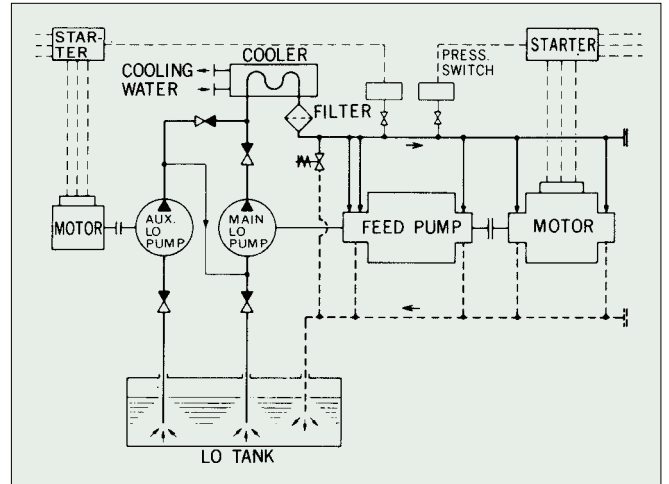 STAR-
TER
COOLING
WATER
COOLER
FILTER
PRESS.
SWITCH
STARTER
MOTOR
AUX.
LO
PUMP
MAIN
LO
PUMP
FEED PUMP
MOTOR
LO TANK